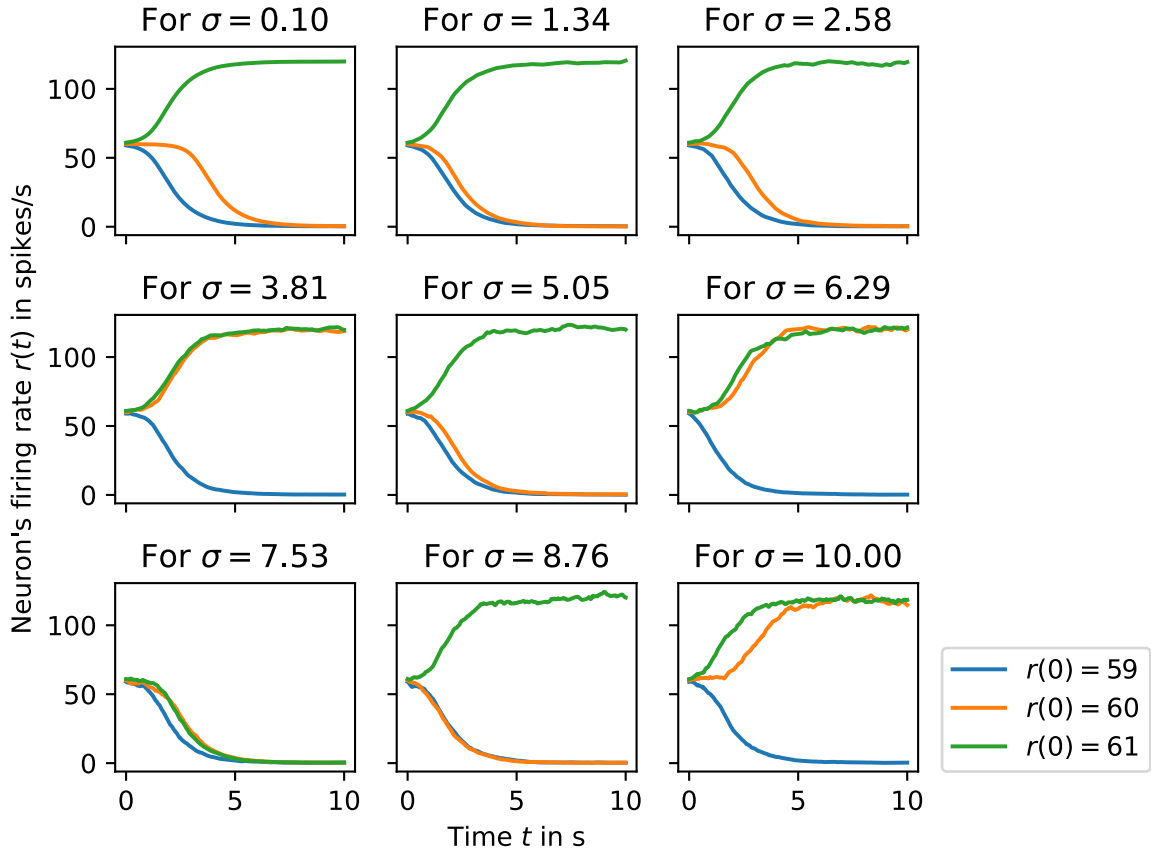 For σ = 0.10
For σ = 1.34
For σ = 2.58
For σ = 3.81
For σ = 5.05
For σ = 6.29
For σ = 7.53
For σ = 8.76
For σ = 10.00
Neuron's firing rate r(t) in spikes/s
100
50
0
100
50
0
100
50
0
0 5 10
0 5 10
0 5 10
Time t in s
r(0) = 59
r(0) = 60
r(0) = 61